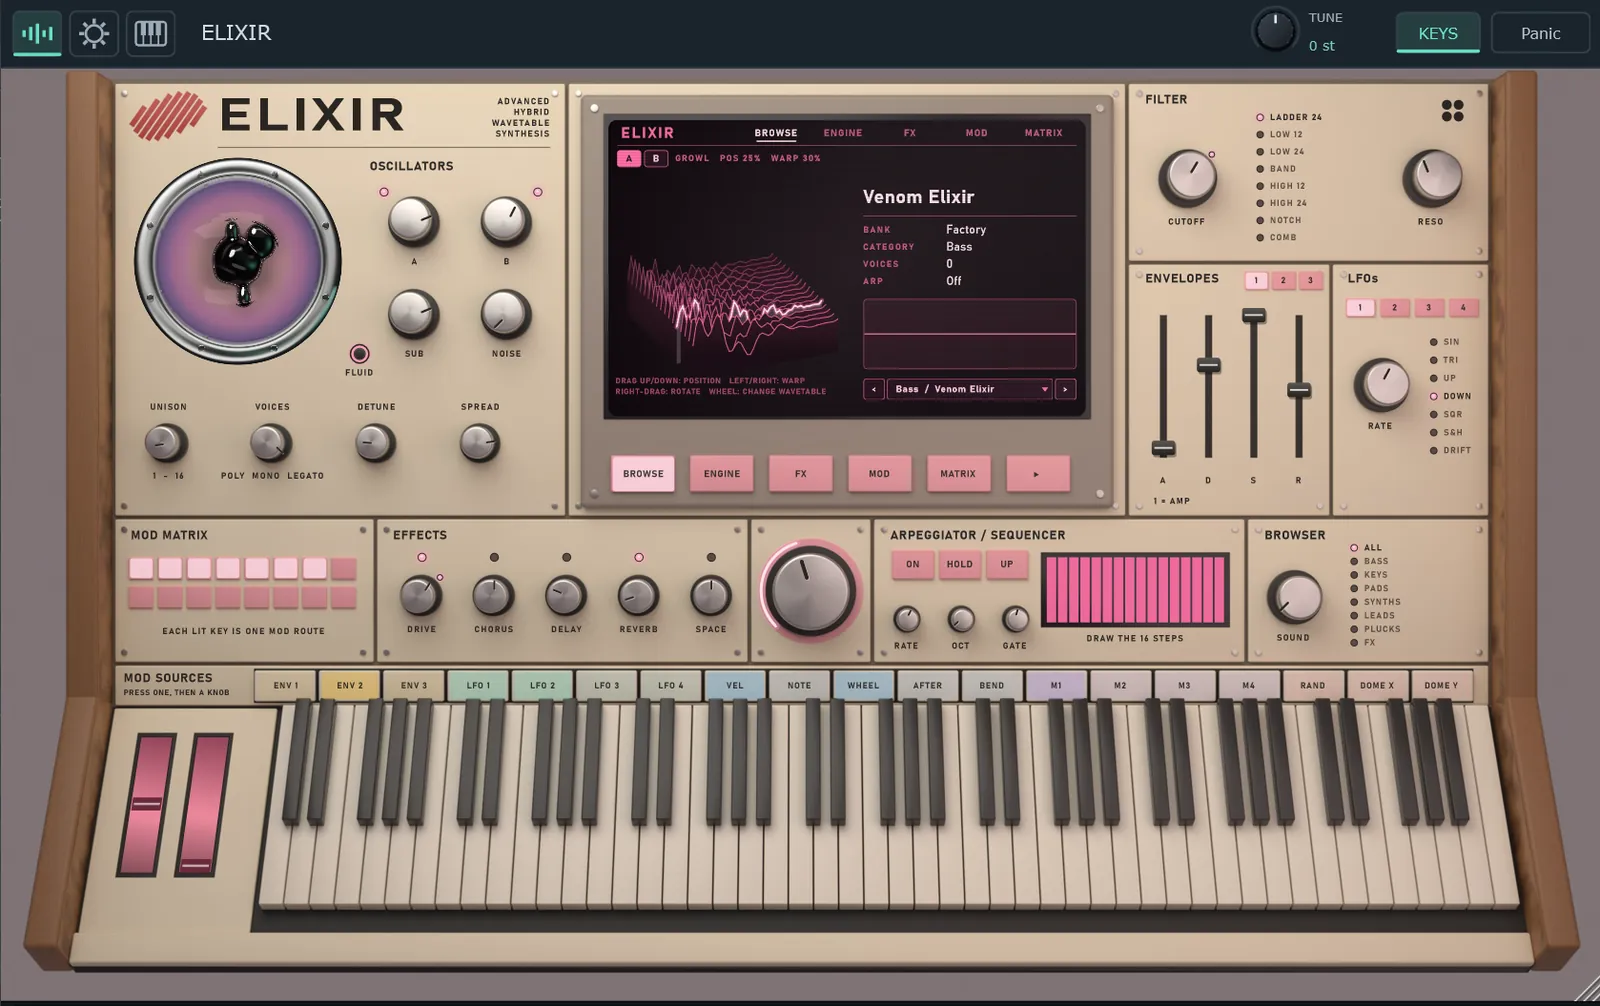 ELIXIR
TUNE
0 st
KEYS
Panic
ELIXIR
ADVANCED
HYBRID
WAVETABLE
SYNTHESIS
OSCILLATORS
A
B
SUB
NOISE
FLUID
UNISON
VOICES
DETUNE
SPREAD
1 - 16
POLY MONO LEGATO
ELIXIR
BROWSE
ENGINE
FX
MOD
MATRIX
A
B
GROWL
POS 25%
WARP 30%
Venom Elixir
BANK Factory
CATEGORY Bass
VOICES 0
ARP Off
DRAG UP/DOWN: POSITION LEFT/RIGHT: WARP
RIGHT-DRAG: ROTATE WHEEL: CHANGE WAVETABLE
Bass / Venom Elixir
BROWSE
ENGINE
FX
MOD
MATRIX
FILTER
CUTOFF
LADDER 24
LOW 12
LOW 24
BAND
HIGH 12
HIGH 24
NOTCH
COMB
RESO
ENVELOPES
1
2
3
A
D
S
R
1 = AMP
LFOs
1
2
3
4
RATE
SIN
TRI
UP
DOWN
SQR
S&H
DRIFT
MOD MATRIX
EACH LIT KEY IS ONE MOD ROUTE
EFFECTS
DRIVE
CHORUS
DELAY
REVERB
SPACE
ARPEGGIATOR / SEQUENCER
ON
HOLD
UP
RATE
OCT
GATE
DRAW THE 16 STEPS
BROWSER
SOUND
ALL
BASS
KEYS
PADS
SYNTHS
LEADS
PLUCKS
FX
MOD SOURCES
PRESS ONE, THEN A KNOB
ENV 1
ENV 2
ENV 3
LFO 1
LFO 2
LFO 3
LFO 4
VEL
NOTE
WHEEL
AFTER
BEND
M1
M2
M3
M4
RAND
DOME X
DOME Y